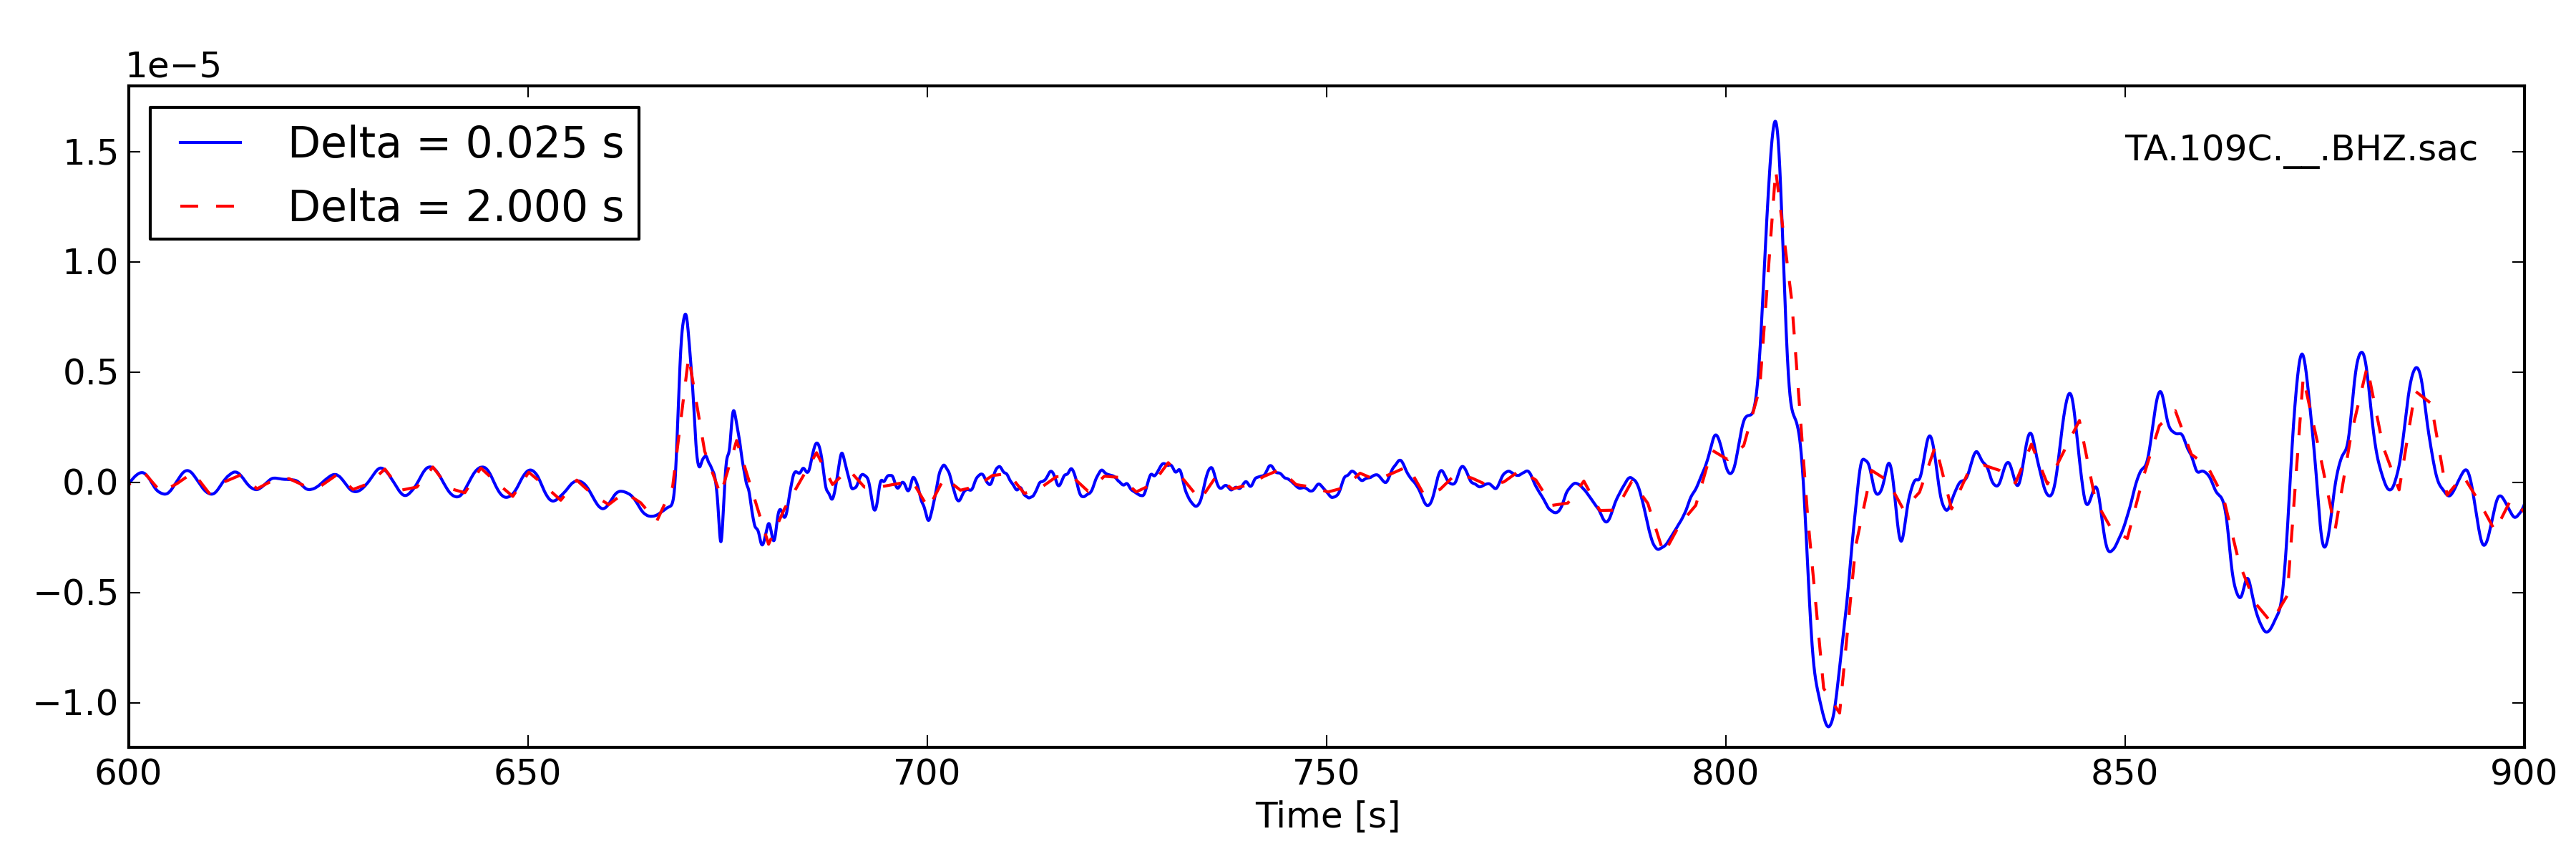 1e−5
Delta = 0.025 s
Delta = 2.000 s
TA.109C.__.BHZ.sac
1.5
1.0
0.5
0.0
−0.5
−1.0
600 650 700 750 800 850 900
Time [s]